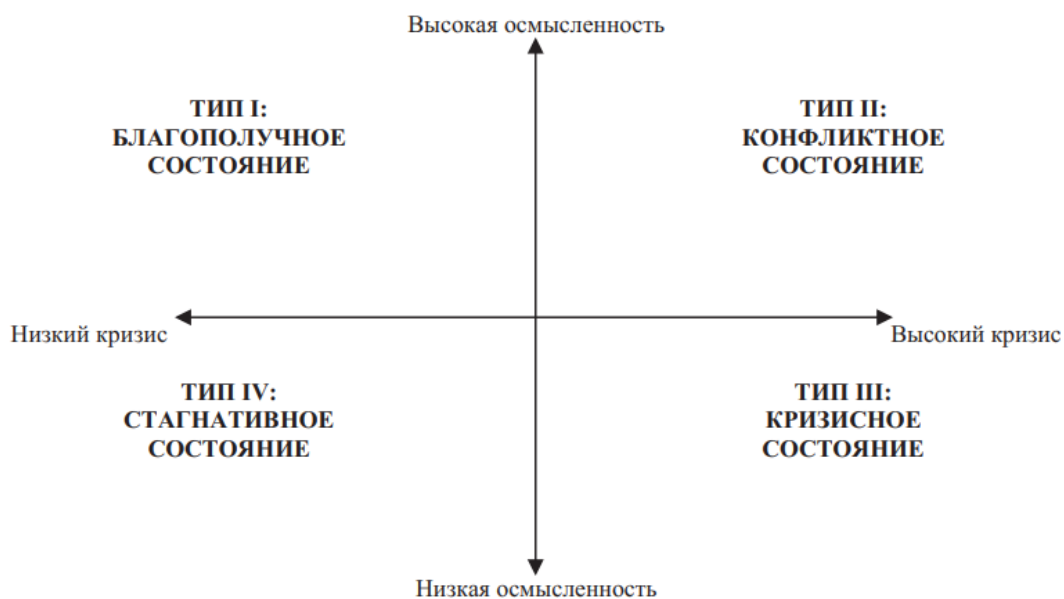 Высокая осмысленность
ТИП I:
БЛАГОПОЛУЧНОЕ
СОСТОЯНИЕ
ТИП II:
КОНФЛИКТНОЕ
СОСТОЯНИЕ
Низкий кризис
Высокий кризис
ТИП IV:
СТАГНАТИВНОЕ
СОСТОЯНИЕ
ТИП III:
КРИЗИСНОЕ
СОСТОЯНИЕ
Низкая осмысленность